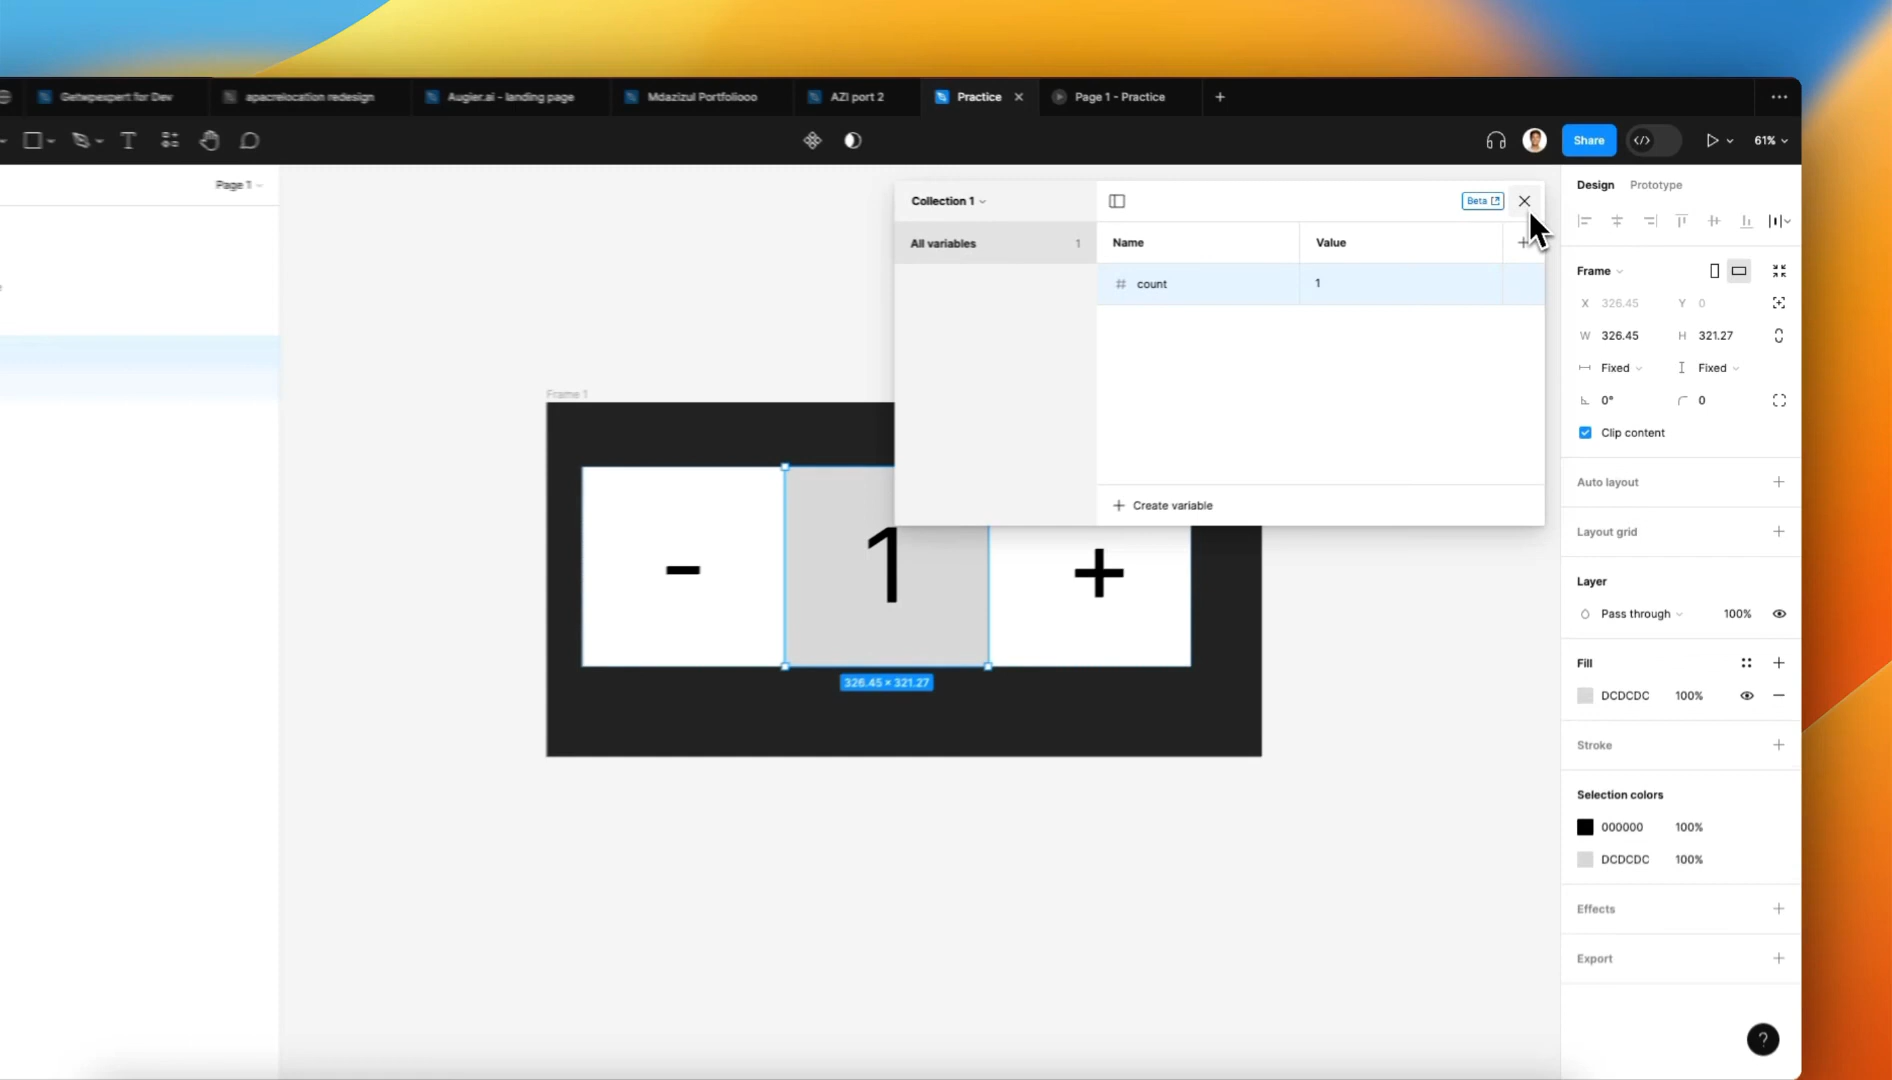 Getwpexpert for Dev
apacrelocation redesign
Augier.ai - landing page
Mdazizul Portfoliooo
AZI port 2
Practice
Page 1 - Practice
Share
61%
Page 1
Collection 1
Beta
All variables 1
Name Value
count 1
Create variable
Frame 1
- 1 +
326.45 × 321.27
Design Prototype
Frame
X 326.45 Y 0
W 326.45 H 321.27
Fixed Fixed
0° 0
Clip content
Auto layout
Layout grid
Layer
Pass through 100%
Fill
DCDCDC 100%
Stroke
Selection colors
000000 100%
DCDCDC 100%
Effects
Export
?